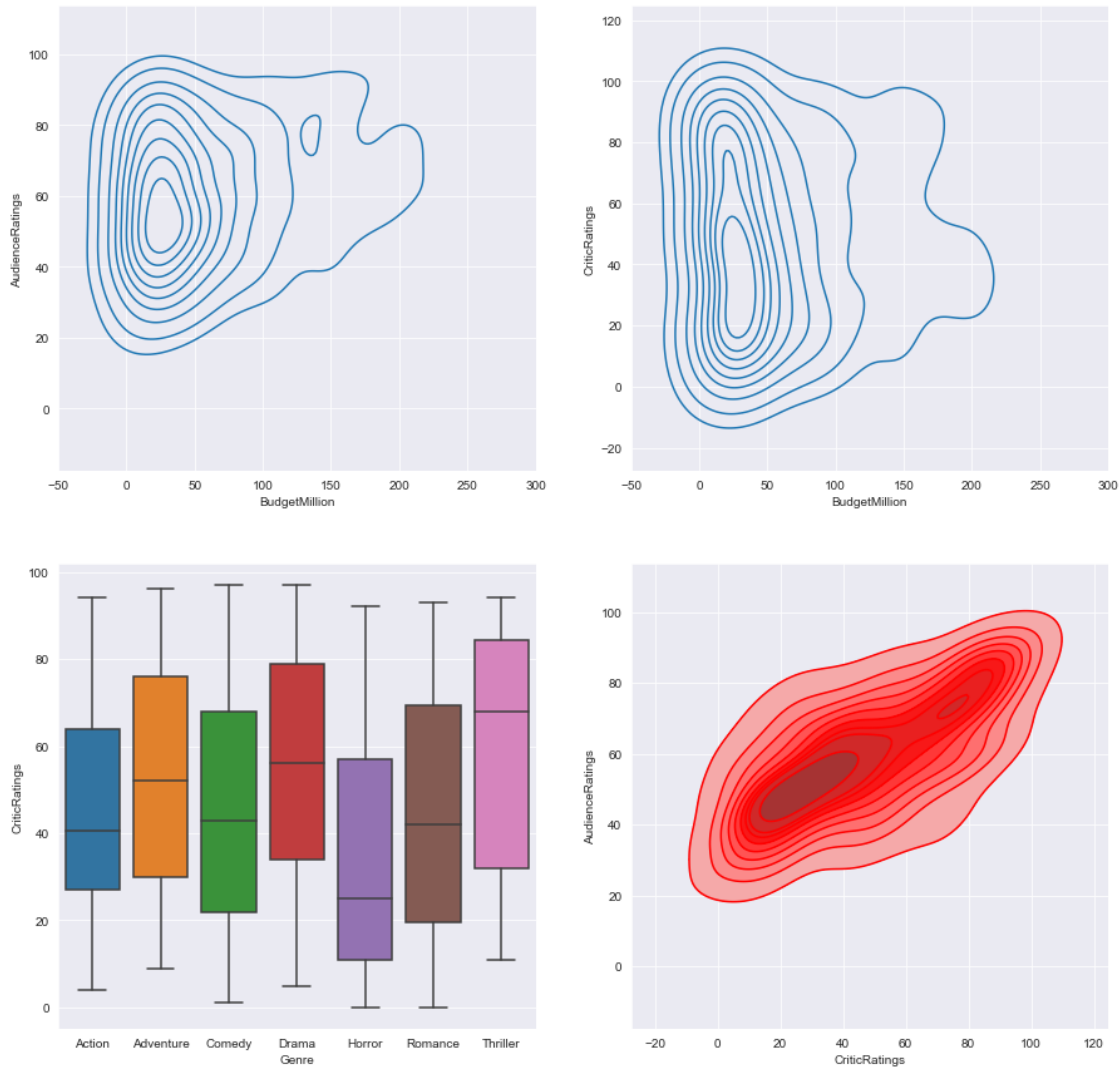 100
80
60
40
20
0
AudienceRatings
−50 0 50 100 150 200 250 300
BudgetMillion
120
100
80
60
40
20
0
−20
CriticRatings
−50 0 50 100 150 200 250 300
BudgetMillion
100
80
60
40
20
0
CriticRatings
Action Adventure Comedy Drama Horror Romance Thriller
Genre
100
80
60
40
20
0
AudienceRatings
−20 0 20 40 60 80 100 120
CriticRatings